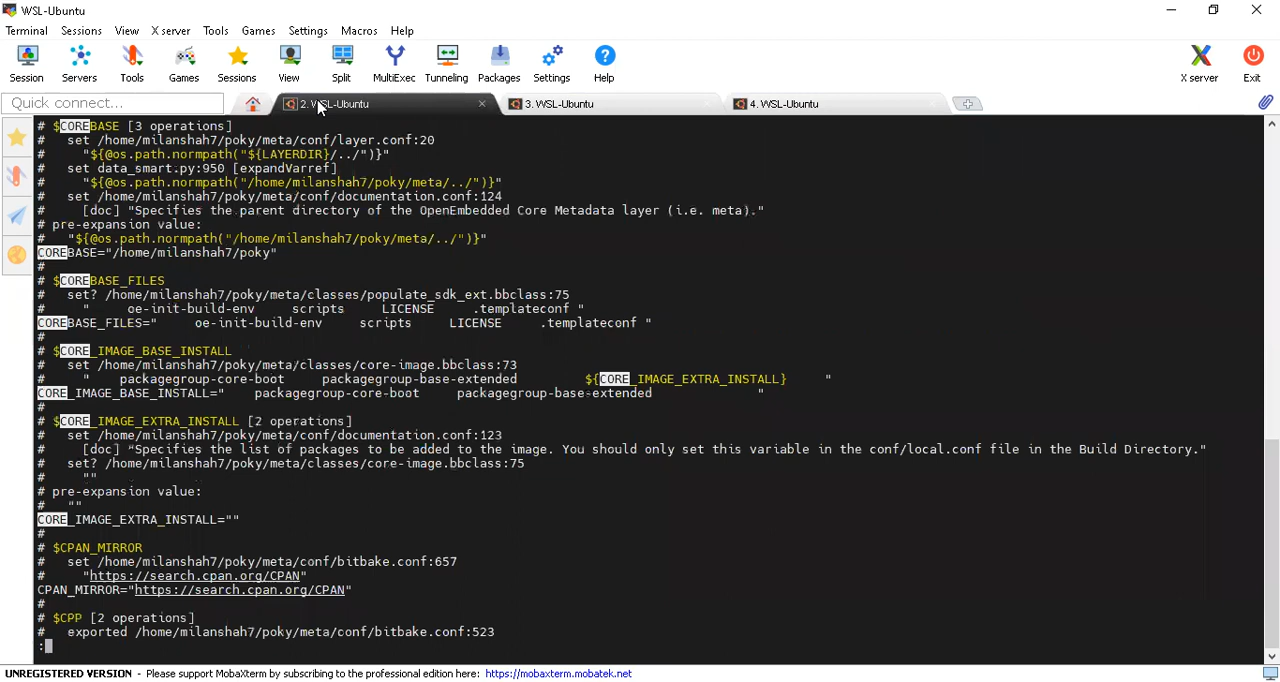 WSL-Ubuntu
Terminal Sessions View X server Tools Games Settings Macros Help
Session Servers Tools Games Sessions View Split MultiExec Tunneling Packages Settings Help X server Exit
Quick connect... 2. WSL-Ubuntu 3. WSL-Ubuntu 4. WSL-Ubuntu
# $COREBASE [3 operations]
#   set /home/milanshah7/poky/meta/conf/layer.conf:20
#     "${@os.path.normpath("${LAYERDIR}/../")}"
#   set data_smart.py:950 [expandVarref]
#     "${@os.path.normpath("/home/milanshah7/poky/meta/../")}"
#   set /home/milanshah7/poky/meta/conf/documentation.conf:124
#     [doc] "Specifies the parent directory of the OpenEmbedded Core Metadata layer (i.e. meta)."
# pre-expansion value:
#   "${@os.path.normpath("/home/milanshah7/poky/meta/../")}"
COREBASE="/home/milanshah7/poky"
#
# $COREBASE_FILES
#   set? /home/milanshah7/poky/meta/classes/populate_sdk_ext.bbclass:75
#     "     oe-init-build-env     scripts     LICENSE     .templateconf "
COREBASE_FILES="     oe-init-build-env     scripts     LICENSE     .templateconf "
#
# $CORE_IMAGE_BASE_INSTALL
#   set /home/milanshah7/poky/meta/classes/core-image.bbclass:73
#     "    packagegroup-core-boot     packagegroup-base-extended         ${CORE_IMAGE_EXTRA_INSTALL}     "
CORE_IMAGE_BASE_INSTALL="    packagegroup-core-boot     packagegroup-base-extended              "
#
# $CORE_IMAGE_EXTRA_INSTALL [2 operations]
#   set /home/milanshah7/poky/meta/conf/documentation.conf:123
#     [doc] "Specifies the list of packages to be added to the image. You should only set this variable in the conf/local.conf file in the Build Directory."
#   set? /home/milanshah7/poky/meta/classes/core-image.bbclass:75
#     ""
# pre-expansion value:
#   ""
CORE_IMAGE_EXTRA_INSTALL=""
#
# $CPAN_MIRROR
#   set /home/milanshah7/poky/meta/conf/bitbake.conf:657
#     "https://search.cpan.org/CPAN"
CPAN_MIRROR="https://search.cpan.org/CPAN"
#
# $CPP [2 operations]
#   exported /home/milanshah7/poky/meta/conf/bitbake.conf:523
:
UNREGISTERED VERSION - Please support MobaXterm by subscribing to the professional edition here: https://mobaxterm.mobatek.net